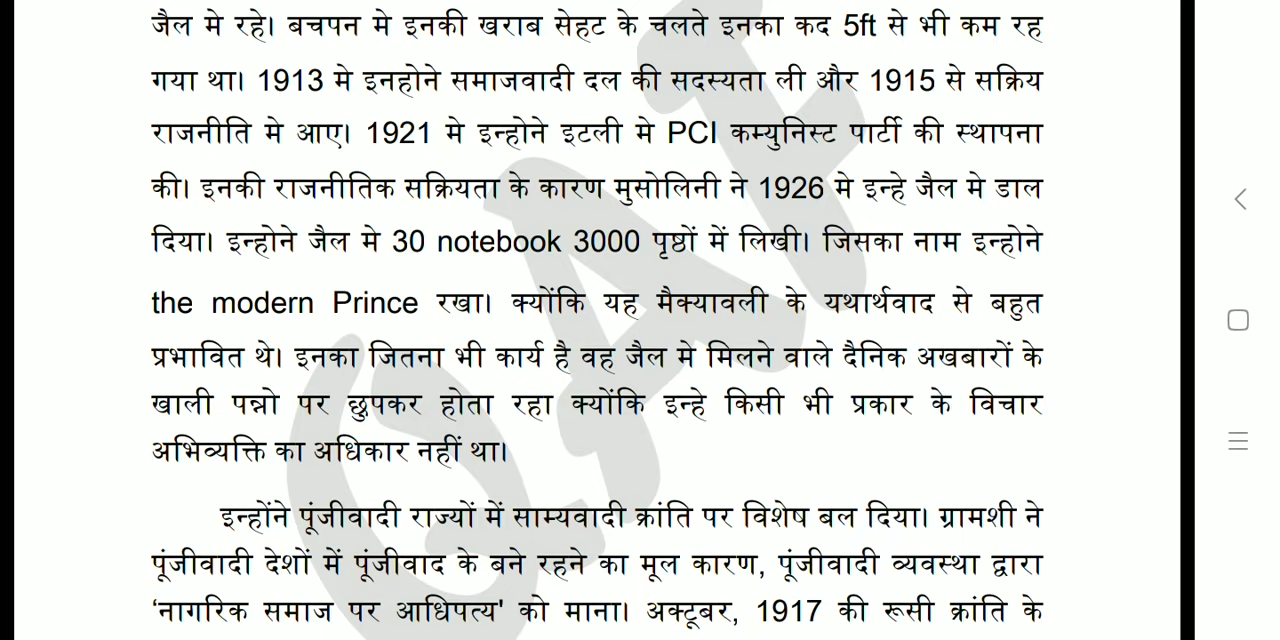 जैल मे रहे। बचपन मे इनकी खराब सेहट के चलते इनका कद 5ft से भी कम रह
गया था। 1913 मे इनहोने समाजवादी दल की सदस्यता ली और 1915 से सक्रिय
राजनीति मे आए। 1921 मे इन्होने इटली मे PCI कम्युनिस्ट पार्टी की स्थापना
की। इनकी राजनीतिक सक्रियता के कारण मुसोलिनी ने 1926 मे इन्हे जैल मे डाल
दिया। इन्होने जैल मे 30 notebook 3000 पृष्ठों में लिखी। जिसका नाम इन्होने
the modern Prince रखा। क्योंकि यह मैक्यावली के यथार्थवाद से बहुत
प्रभावित थे। इनका जितना भी कार्य है वह जैल मे मिलने वाले दैनिक अखबारों के
खाली पन्नो पर छुपकर होता रहा क्योंकि इन्हे किसी भी प्रकार के विचार
अभिव्यक्ति का अधिकार नहीं था।
इन्होंने पूंजीवादी राज्यों में साम्यवादी क्रांति पर विशेष बल दिया। ग्रामशी ने
पूंजीवादी देशों में पूंजीवाद के बने रहने का मूल कारण, पूंजीवादी व्यवस्था द्वारा
‘नागरिक समाज पर आधिपत्य' को माना। अक्टूबर, 1917 की रूसी क्रांति के